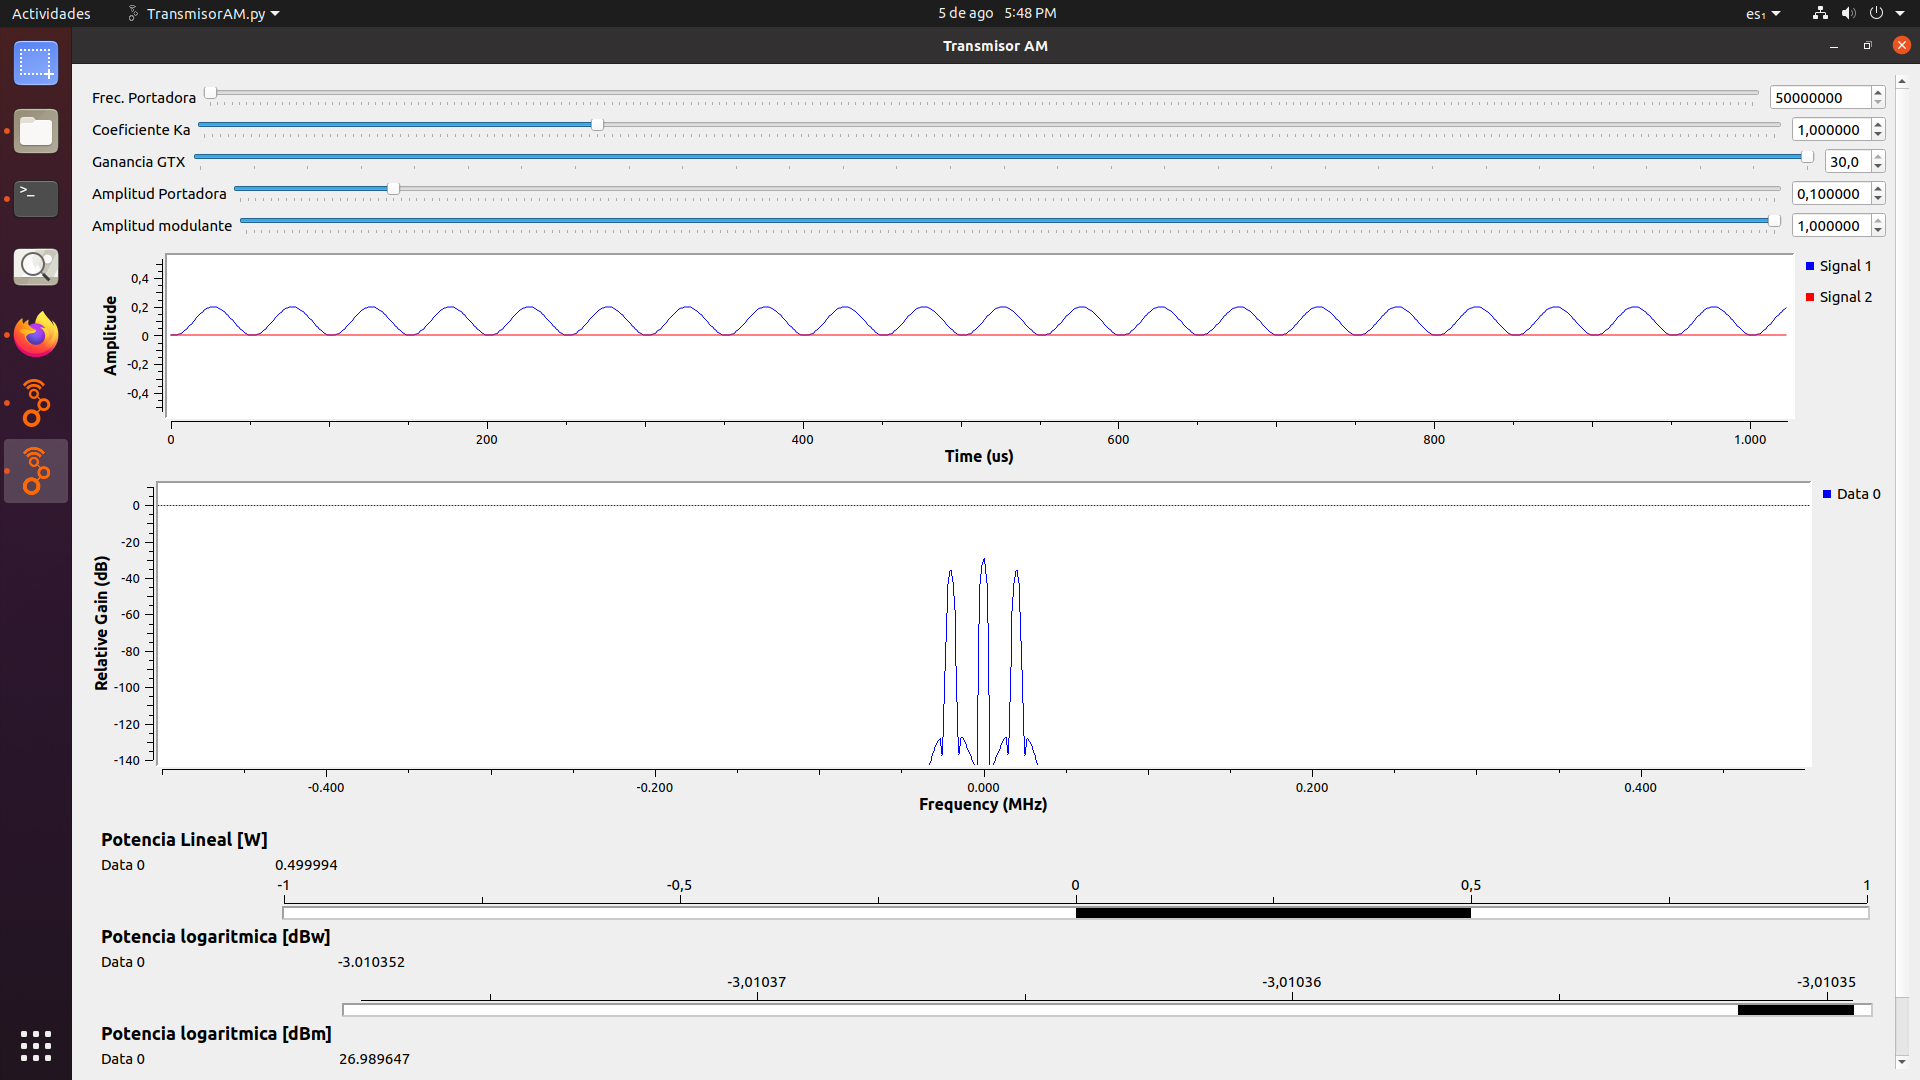 Actividades TransmisorAM.py 5 de ago 5:48 PM es₁
Transmisor AM
Frec. Portadora 50000000
Coeficiente Ka 1,000000
Ganancia GTX 30,0
Amplitud Portadora 0,100000
Amplitud modulante 1,000000
Signal 1
Signal 2
Amplitude
0,4
0,2
0
-0,2
-0,4
0 200 400 600 800 1.000
Time (us)
Data 0
Relative Gain (dB)
0
-20
-40
-60
-80
-100
-120
-140
-0.400 -0.200 0.000 0.200 0.400
Frequency (MHz)
Potencia Lineal [W]
Data 0 0.499994
-1 -0,5 0 0,5 1
Potencia logaritmica [dBw]
Data 0 -3.010352
-3,01037 -3,01036 -3,01035
Potencia logaritmica [dBm]
Data 0 26.989647